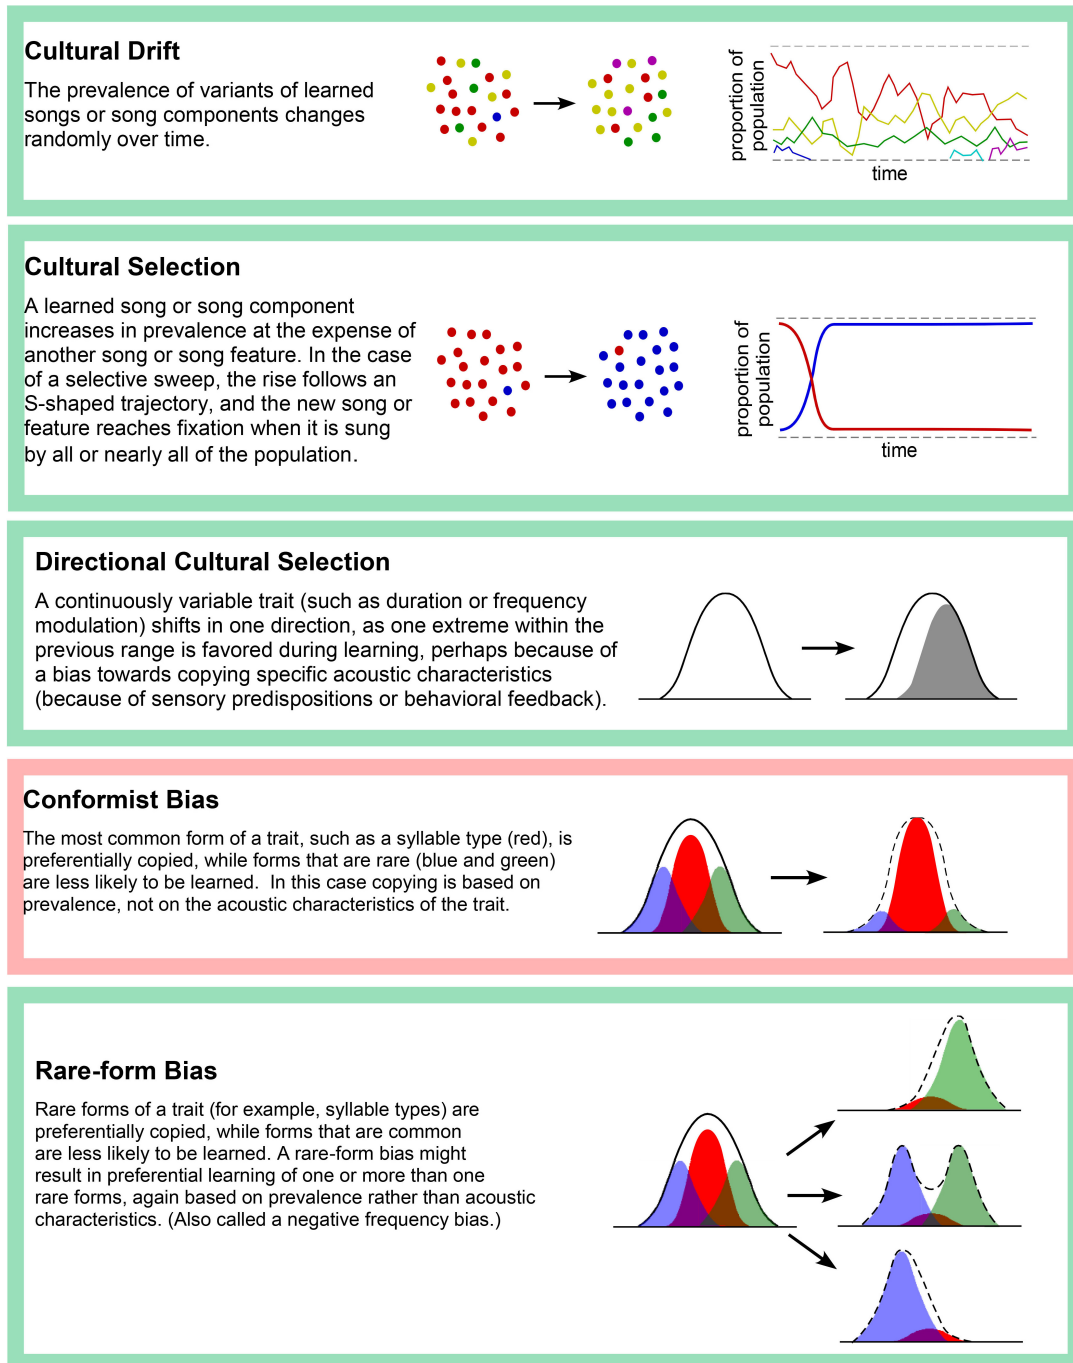 Cultural Drift
The prevalence of variants of learned
songs or song components changes
randomly over time.
proportion of
population
time
Cultural Selection
A learned song or song component
increases in prevalence at the expense of
another song or song feature. In the case
of a selective sweep, the rise follows an
S-shaped trajectory, and the new song or
feature reaches fixation when it is sung
by all or nearly all of the population.
proportion of
population
time
Directional Cultural Selection
A continuously variable trait (such as duration or frequency
modulation) shifts in one direction, as one extreme within the
previous range is favored during learning, perhaps because of
a bias towards copying specific acoustic characteristics
(because of sensory predispositions or behavioral feedback).
Conformist Bias
The most common form of a trait, such as a syllable type (red), is
preferentially copied, while forms that are rare (blue and green)
are less likely to be learned.  In this case copying is based on
prevalence, not on the acoustic characteristics of the trait.
Rare-form Bias
Rare forms of a trait (for example, syllable types) are
preferentially copied, while forms that are common
are less likely to be learned. A rare-form bias might
result in preferential learning of one or more than one
rare forms, again based on prevalence rather than acoustic
characteristics. (Also called a negative frequency bias.)